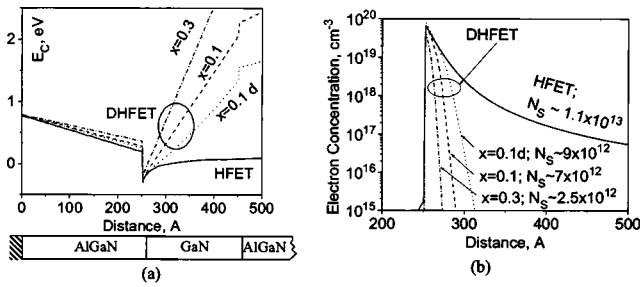 E_C, eV
2
1
0
x=0.3
x=0.1
x=0.1 d
DHFET
HFET
0 100 200 300 400 500
Distance, A
AlGaN GaN AlGaN
(a)
Electron Concentration, cm⁻³
10²⁰
10¹⁹
10¹⁸
10¹⁷
10¹⁶
10¹⁵
DHFET
HFET;
N_S ~ 1.1x10¹³
x=0.1d; N_S~9x10¹²
x=0.1; N_S~7x10¹²
x=0.3; N_S~2.5x10¹²
200 300 400 500
Distance, A
(b)